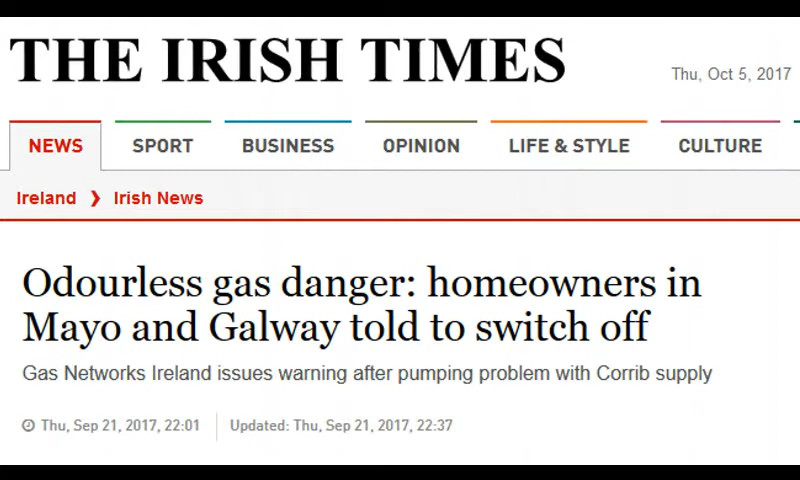 THE IRISH TIMES
Thu, Oct 5, 2017
NEWS SPORT BUSINESS OPINION LIFE & STYLE CULTURE
Ireland ❯ Irish News
Odourless gas danger: homeowners in
Mayo and Galway told to switch off
Gas Networks Ireland issues warning after pumping problem with Corrib supply
Thu, Sep 21, 2017, 22:01 Updated: Thu, Sep 21, 2017, 22:37